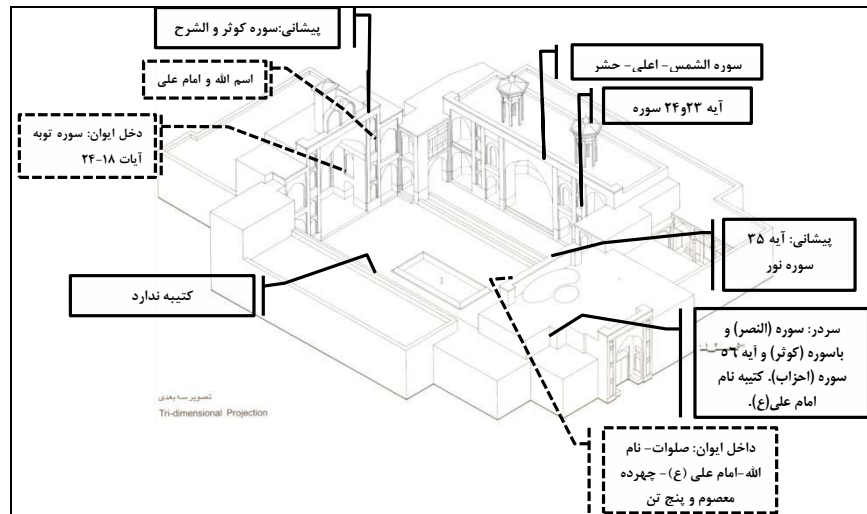 پیشانی:سوره کوثر و الشرح
اسم الله و امام علی
دخل ایوان: سوره توبه
آیات ۱۸-۲۴
سوره الشمس- اعلی- حشر
آیه ۲۳و۲۴ سوره
پیشانی: آیه ۳۵
سوره نور
کتیبه ندارد
سردر: سوره (النصر) و
باسوره (کوثر) و آیه ٥٦
سوره (احزاب). کتیبه نام
امام علی(ع).
تصویر سه بعدی
Tri-dimensional Projection
داخل ایوان: صلوات- نام
الله-امام علی (ع)- چهرده
معصوم و پنج تن